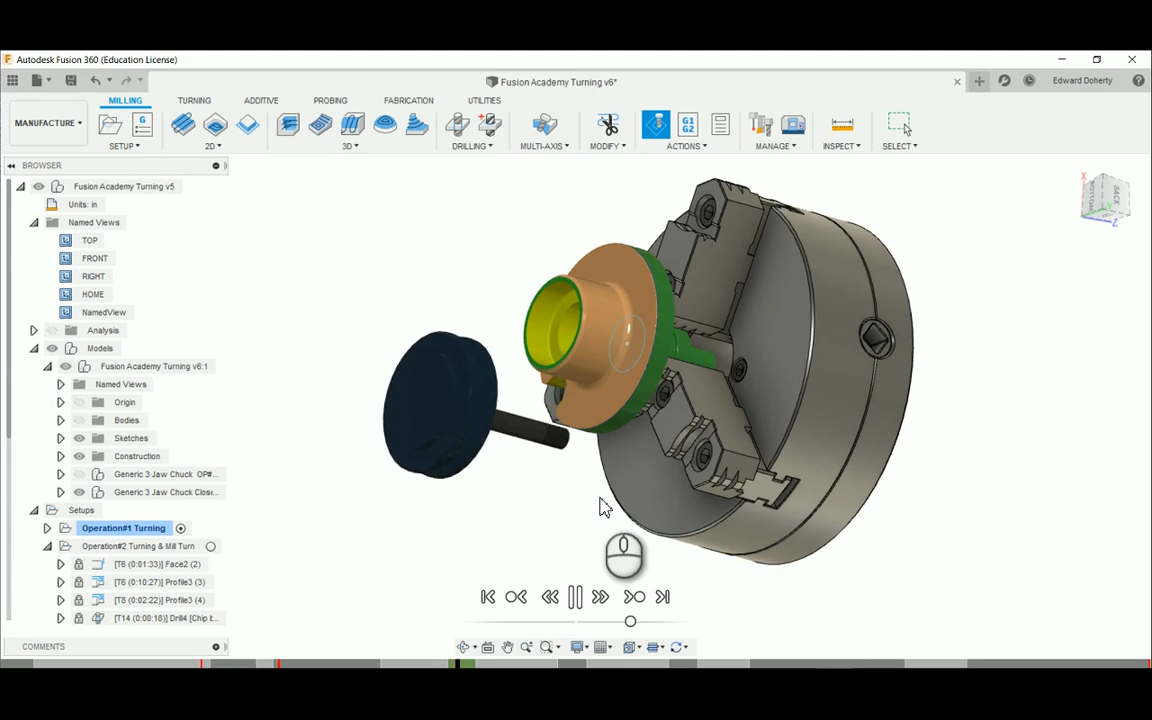 Autodesk Fusion 360 (Education License)
Fusion Academy Turning v6*
Edward Doherty
MILLING TURNING ADDITIVE PROBING FABRICATION UTILITIES
MANUFACTURE
G
G1
G2
SETUP 2D 3D DRILLING MULTI-AXIS MODIFY ACTIONS MANAGE INSPECT SELECT
BROWSER
Fusion Academy Turning v5
Units: in
Named Views
TOP
FRONT
RIGHT
HOME
NamedView
Analysis
Models
Fusion Academy Turning v6:1
Named Views
Origin
Bodies
Sketches
Construction
Generic 3 Jaw Chuck OP#...
Generic 3 Jaw Chuck Close...
Setups
Operation#1 Turning
Operation#2 Turning & Mill Turn
[T6 (0:01:33)] Face2 (2)
[T6 (0:10:27)] Profile3 (3)
[T8 (0:02:22)] Profile3 (4)
[T14 (0:00:18)] Drill4 [Chip b...
COMMENTS
X
BOTTOM
BACK
Z